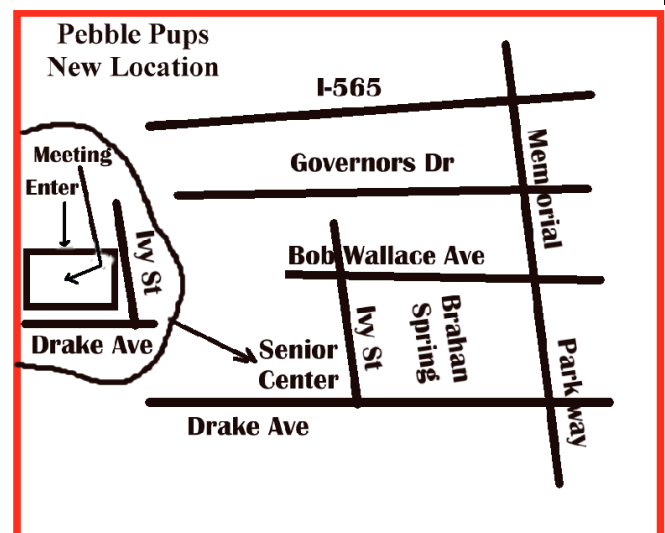 Pebble Pups
New Location
I-565
Meeting
Enter
Governors Dr
Memorial
Ivy St
Bob Wallace Ave
Ivy St
Brahan
Spring
Parkway
Drake Ave
Senior
Center
Drake Ave